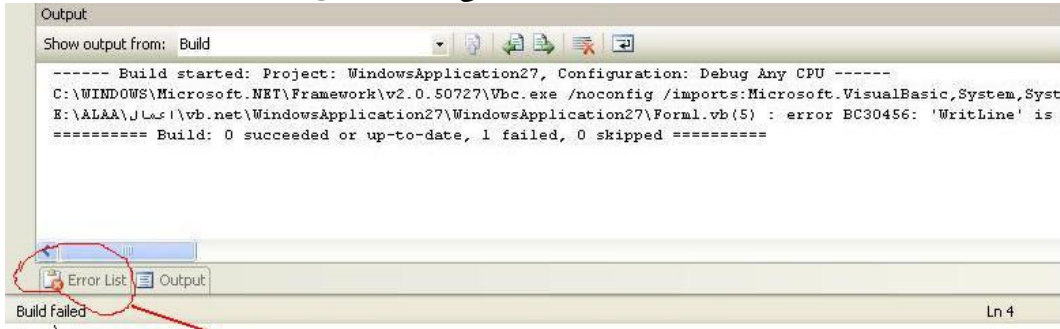 Output
Show output from: Build
------ Build started: Project: WindowsApplication27, Configuration: Debug Any CPU ------
C:\WINDOWS\Microsoft.NET\Framework\v2.0.50727\Vbc.exe /noconfig /imports:Microsoft.VisualBasic,System,Syst
E:\ALAA\اعمال\vb.net\WindowsApplication27\WindowsApplication27\Form1.vb(5) : error BC30456: 'WritLine' is
========== Build: 0 succeeded or up-to-date, 1 failed, 0 skipped ==========
Error List Output
Build failed Ln 4